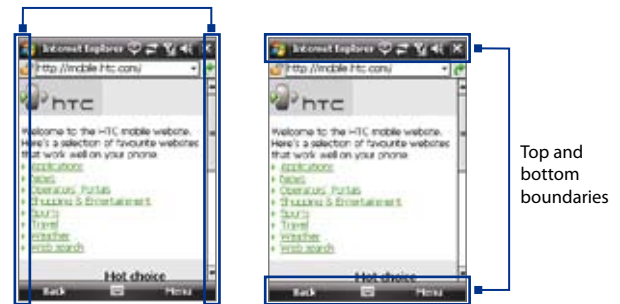 Internet Explorer
http://mobile.htc.com/
hTC
Welcome to the HTC mobile website.
Here's a selection of favourite websites
that work well on your phone
Applications
News
Operators' Portals
Shopping & Entertainment
Sports
Travel
Weather
Web search
Hot choice
Back
Menu
Internet Explorer
http://mobile.htc.com/
hTC
Welcome to the HTC mobile website.
Here's a selection of favourite websites
that work well on your phone
Applications
News
Operators' Portals
Shopping & Entertainment
Sports
Travel
Weather
Web search
Hot choice
Back
Menu
Top and
bottom
boundaries